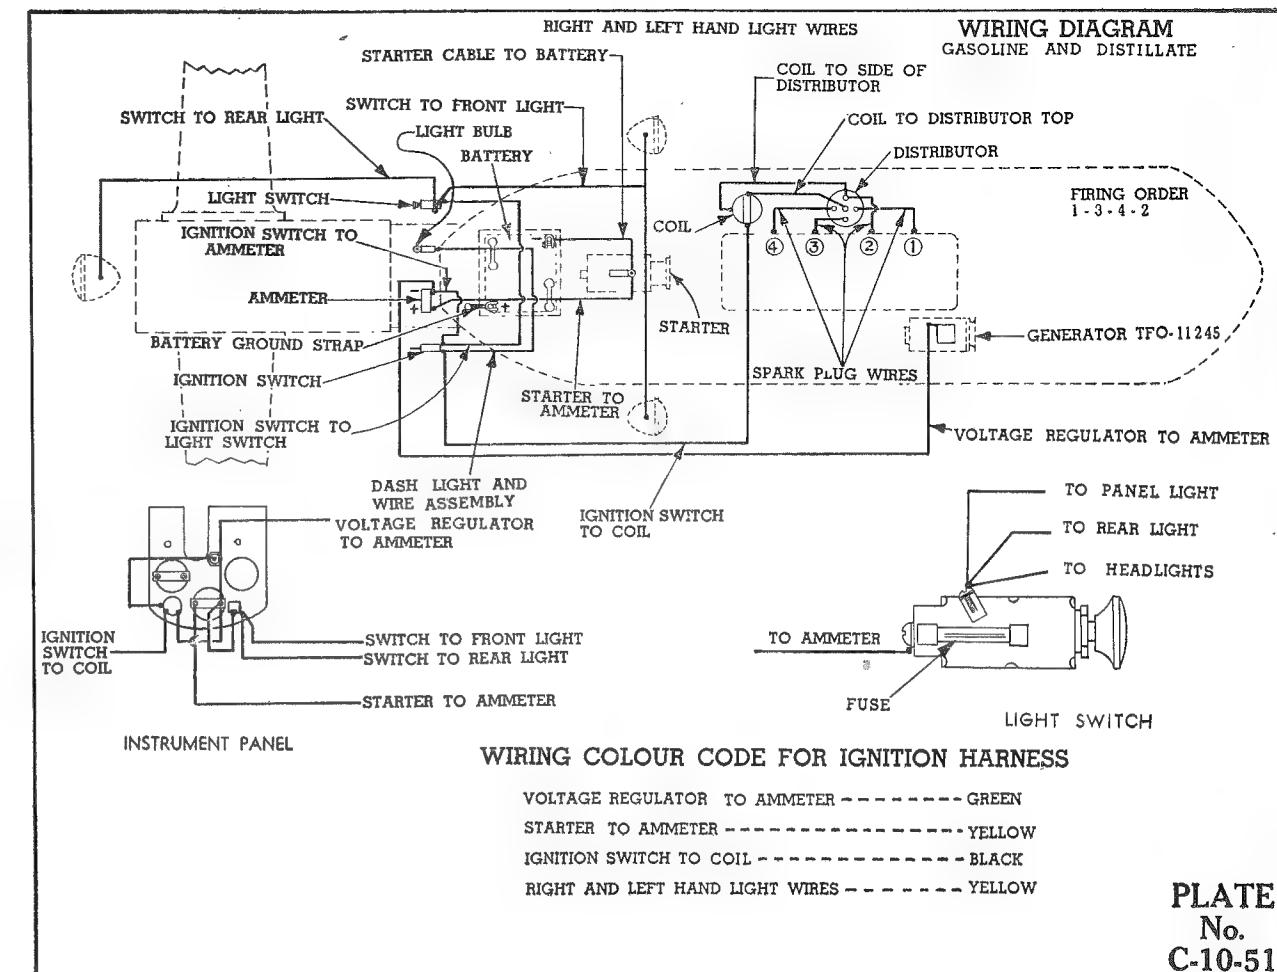 RIGHT AND LEFT HAND LIGHT WIRES
WIRING DIAGRAM
GASOLINE AND DISTILLATE
STARTER CABLE TO BATTERY
COIL TO SIDE OF
DISTRIBUTOR
SWITCH TO FRONT LIGHT
SWITCH TO REAR LIGHT
LIGHT BULB
BATTERY
COIL TO DISTRIBUTOR TOP
DISTRIBUTOR
LIGHT SWITCH
FIRING ORDER
1-3-4-2
COIL
IGNITION SWITCH TO
AMMETER
4 3 2 1
AMMETER
- +
- +
STARTER
BATTERY GROUND STRAP
GENERATOR TFO-11245
IGNITION SWITCH
SPARK PLUG WIRES
STARTER TO
AMMETER
IGNITION SWITCH TO
LIGHT SWITCH
VOLTAGE REGULATOR TO AMMETER
DASH LIGHT AND
WIRE ASSEMBLY
IGNITION SWITCH
TO COIL
VOLTAGE REGULATOR
TO AMMETER
TO PANEL LIGHT
TO REAR LIGHT
TO HEADLIGHTS
IGNITION
SWITCH
TO COIL
SWITCH TO FRONT LIGHT
SWITCH TO REAR LIGHT
STARTER TO AMMETER
TO AMMETER
FUSE
LIGHT SWITCH
INSTRUMENT PANEL
WIRING COLOUR CODE FOR IGNITION HARNESS
VOLTAGE REGULATOR TO AMMETER -------- GREEN
STARTER TO AMMETER --------------- YELLOW
IGNITION SWITCH TO COIL ------------- BLACK
RIGHT AND LEFT HAND LIGHT WIRES ------- YELLOW
PLATE
No.
C-10-51